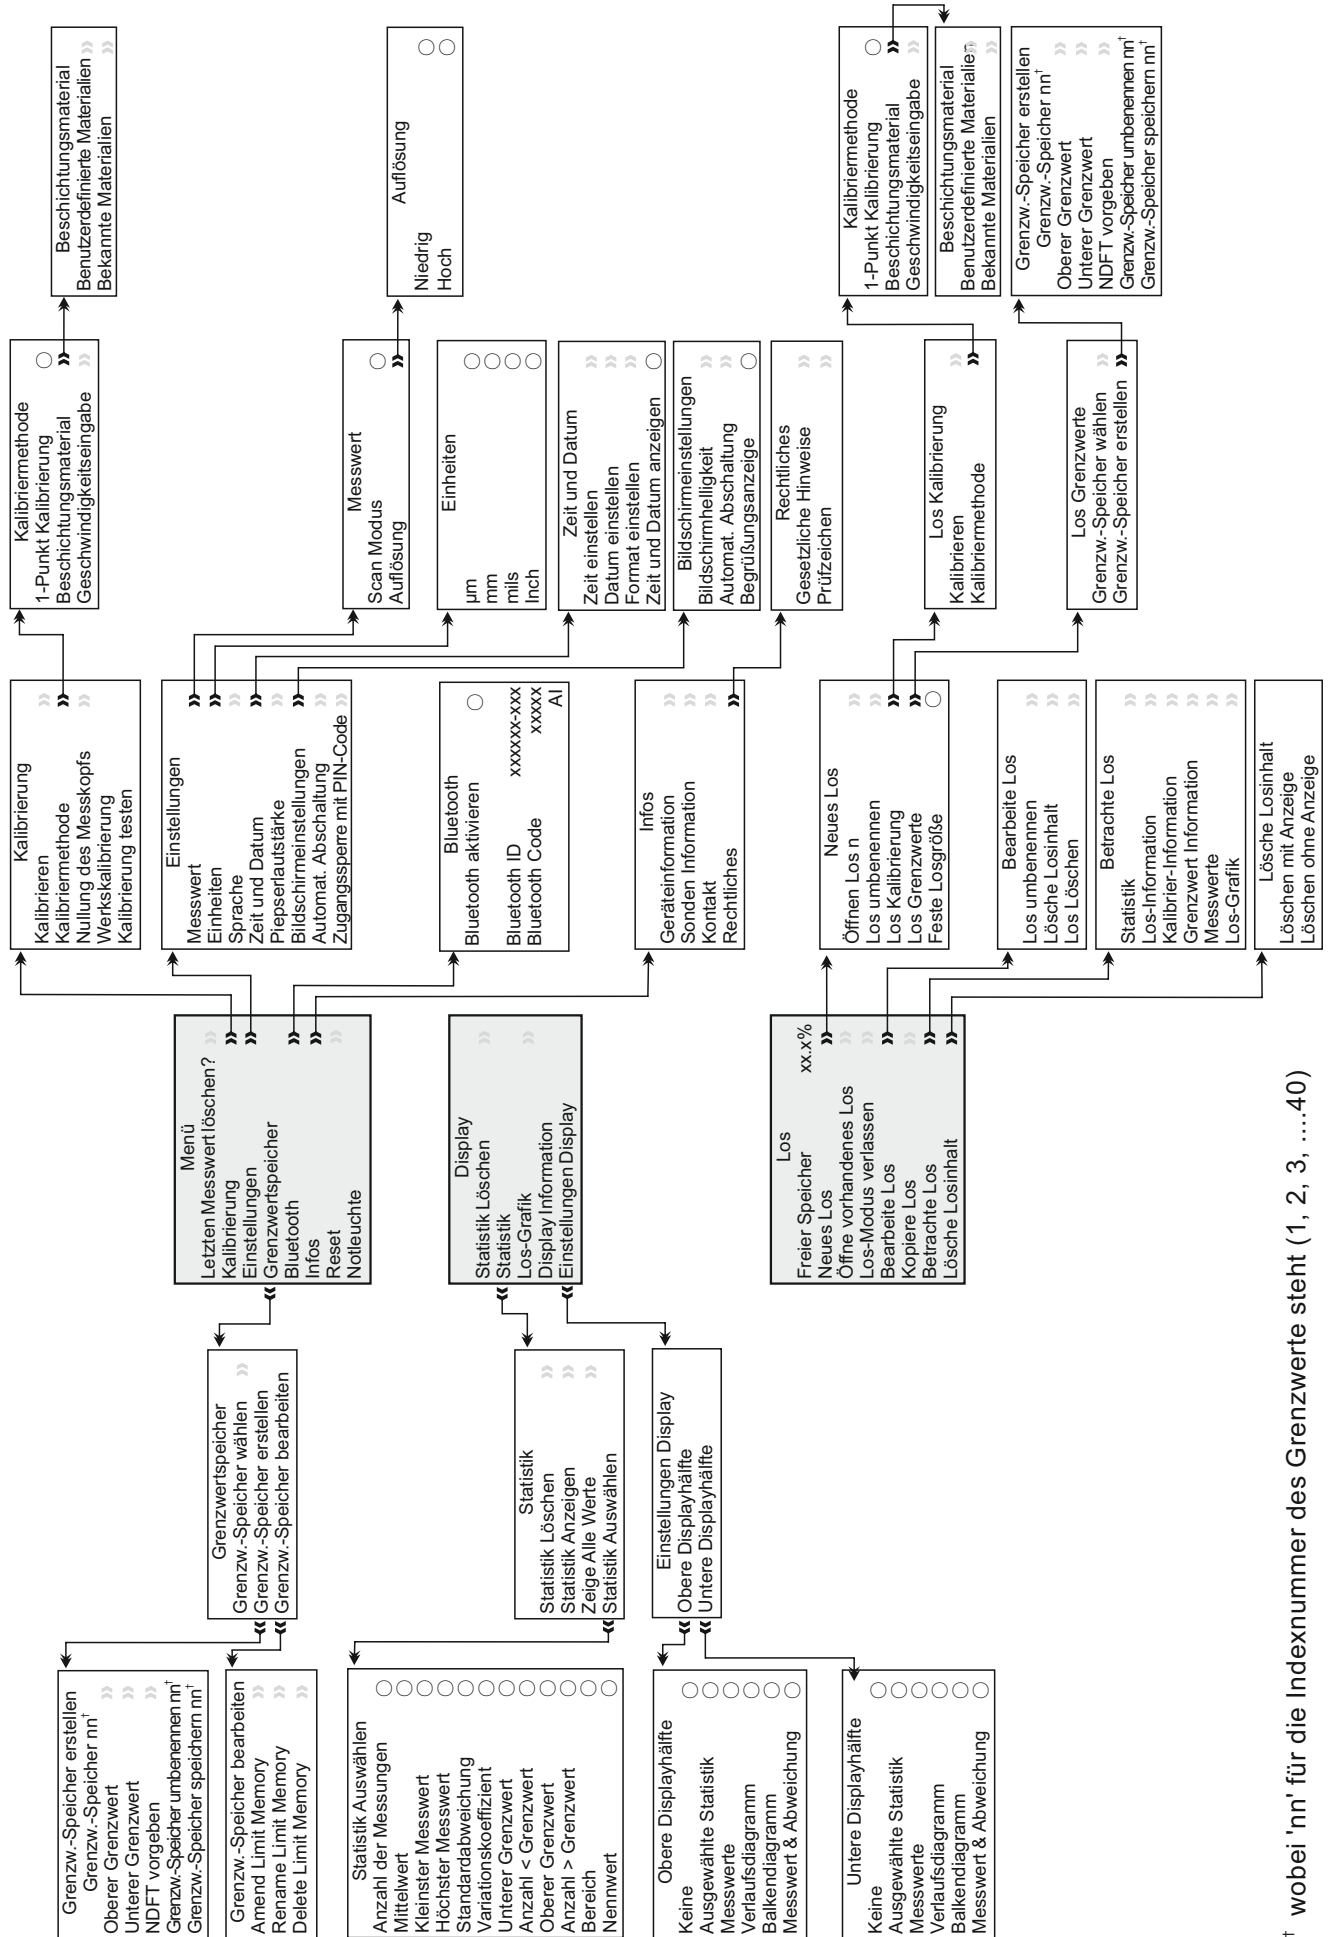 Grenzw.-Speicher erstellen
Grenzw.-Speicher nn†
Oberer Grenzwert
Unterer Grenzwert
NDFT vorgeben
Grenzw.-Speicher umbenennen nn†
Grenzw.-Speicher speichern nn†
Grenzw.-Speicher bearbeiten
Amend Limit Memory
Rename Limit Memory
Delete Limit Memory
Statistik Auswählen
Anzahl der Messungen
Mittelwert
Kleinster Messwert
Höchster Messwert
Standardabweichung
Variationskoeffizient
Unterer Grenzwert
Anzahl < Grenzwert
Oberer Grenzwert
Anzahl > Grenzwert
Bereich
Nennwert
Obere Displayhälfte
Keine
Ausgewählte Statistik
Messwerte
Verlaufsdiagramm
Balkendiagramm
Messwert & Abweichung
Untere Displayhälfte
Keine
Ausgewählte Statistik
Messwerte
Verlaufsdiagramm
Balkendiagramm
Messwert & Abweichung
Grenzwertspeicher
Grenzw.-Speicher wählen
Grenzw.-Speicher erstellen
Grenzw.-Speicher bearbeiten
Statistik
Statistik Löschen
Statistik Anzeigen
Zeige Alle Werte
Statistik Auswählen
Einstellungen Display
Obere Displayhälfte
Untere Displayhälfte
Menü
Letzten Messwert löschen?
Kalibrierung
Einstellungen
Grenzwertspeicher
Bluetooth
Infos
Reset
Notleuchte
Display
Statistik Löschen
Statistik
Los-Grafik
Display Information
Einstellungen Display
Los
Freier Speicher xx.x%
Neues Los
Öffne vorhandenes Los
Los-Modus verlassen
Bearbeite Los
Kopiere Los
Betrachte Los
Lösche Losinhalt
Kalibrierung
Kalibrieren
Kalibriermethode
Nullung des Messkopfs
Werkskalibrierung
Kalibrierung testen
Einstellungen
Messwert
Einheiten
Sprache
Zeit und Datum
Piepserlautstärke
Bildschirmeinstellungen
Automat. Abschaltung
Zugangssperre mit PIN-Code
Bluetooth
Bluetooth aktivieren
Bluetooth ID xxxxxx-xxx
Bluetooth Code xxxxx
AI
Infos
Geräteinformation
Sonden Information
Kontakt
Rechtliches
Neues Los
Öffnen Los n
Los umbenennen
Los Kalibrierung
Los Grenzwerte
Feste Losgröße
Bearbeite Los
Los umbenennen
Lösche Losinhalt
Los Löschen
Betrachte Los
Statistik
Los-Information
Kalibrier-Information
Grenzwert Information
Messwerte
Los-Grafik
Lösche Losinhalt
Löschen mit Anzeige
Löschen ohne Anzeige
Kalibriermethode
1-Punkt Kalibrierung
Beschichtungsmaterial
Geschwindigkeitseingabe
Messwert
Scan Modus
Auflösung
Einheiten
µm
mm
mils
Inch
Zeit und Datum
Zeit einstellen
Datum einstellen
Format einstellen
Zeit und Datum anzeigen
Bildschirmeinstellungen
Bildschirmhelligkeit
Automat. Abschaltung
Begrüßungsanzeige
Rechtliches
Gesetzliche Hinweise
Prüfzeichen
Los Kalibrierung
Kalibrieren
Kalibriermethode
Los Grenzwerte
Grenzw.-Speicher wählen
Grenzw.-Speicher erstellen
Beschichtungsmaterial
Benutzerdefinierte Materialien
Bekannte Materialien
Auflösung
Niedrig
Hoch
Kalibriermethode
1-Punkt Kalibrierung
Beschichtungsmaterial
Geschwindigkeitseingabe
Beschichtungsmaterial
Benutzerdefinierte Materialien
Bekannte Materialien
Grenzw.-Speicher erstellen
Grenzw.-Speicher nn†
Oberer Grenzwert
Unterer Grenzwert
NDFT vorgeben
Grenzw.-Speicher umbenennen nn†
Grenzw.-Speicher speichern nn†
† wobei 'nn' für die Indexnummer des Grenzwerte steht (1, 2, 3, ....40)